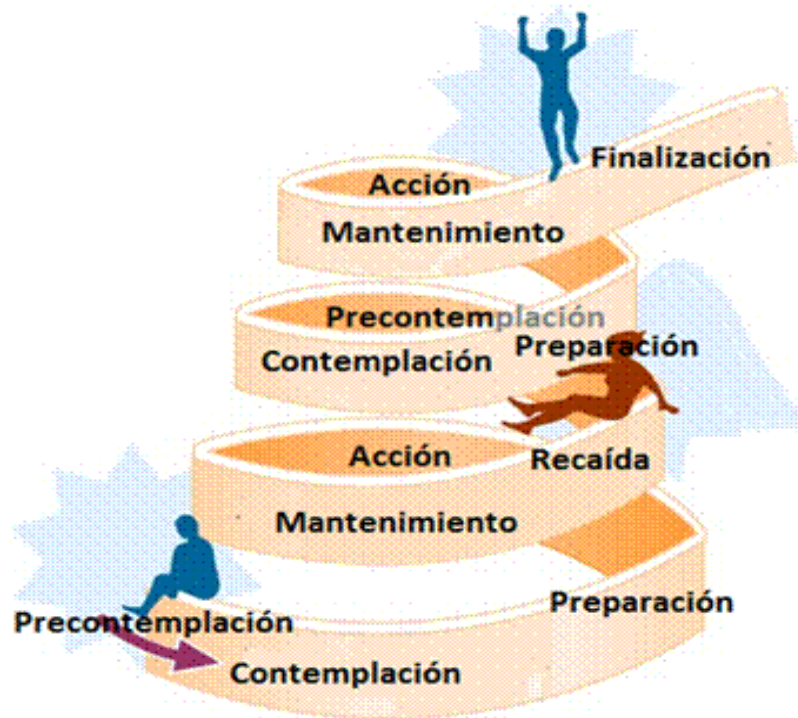 Finalización
Acción
Mantenimiento
Precontemplación
Preparación
Contemplación
Acción
Recaída
Mantenimiento
Preparación
Precontemplación
Contemplación